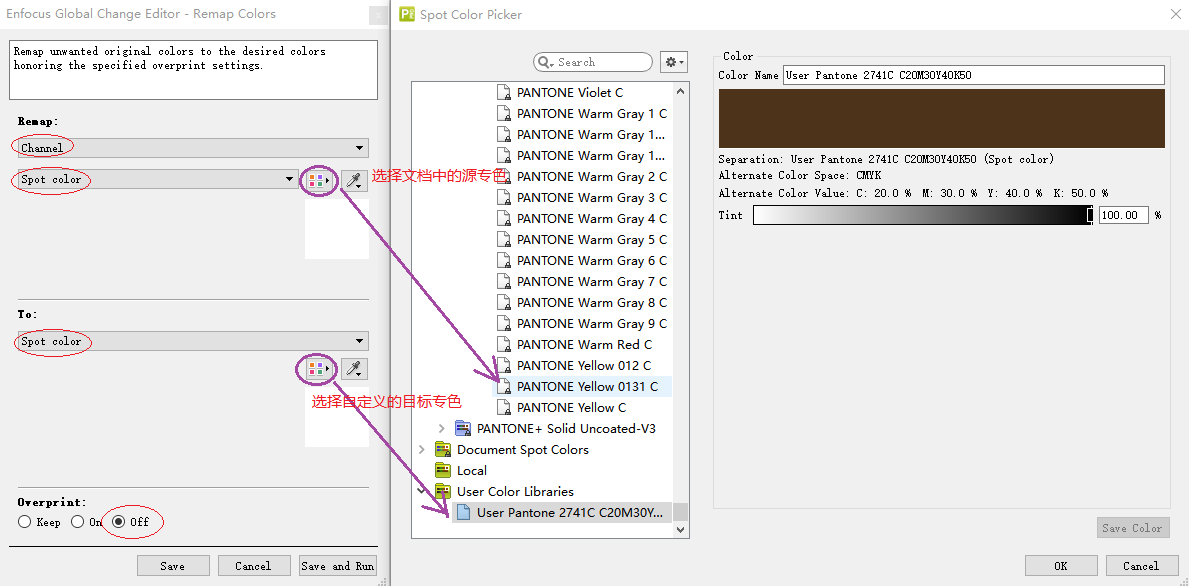 Enfocus Global Change Editor - Remap Colors
Remap unwanted original colors to the desired colors
honoring the specified overprint settings.
Remap:
Channel
Spot color
选择文档中的源专色
To:
Spot color
选择自定义的目标专色
Overprint:
Keep
On
Off
Save
Cancel
Save and Run
Spot Color Picker
Search
PANTONE Violet C
PANTONE Warm Gray 1 C
PANTONE Warm Gray 1...
PANTONE Warm Gray 1...
PANTONE Warm Gray 2 C
PANTONE Warm Gray 3 C
PANTONE Warm Gray 4 C
PANTONE Warm Gray 5 C
PANTONE Warm Gray 6 C
PANTONE Warm Gray 7 C
PANTONE Warm Gray 8 C
PANTONE Warm Gray 9 C
PANTONE Warm Red C
PANTONE Yellow 012 C
PANTONE Yellow 0131 C
PANTONE Yellow C
PANTONE+ Solid Uncoated-V3
Document Spot Colors
Local
User Color Libraries
User Pantone 2741C C20M30Y...
Color
Color Name User Pantone 2741C C20M30Y40K50
Separation: User Pantone 2741C C20M30Y40K50 (Spot color)
Alternate Color Space: CMYK
Alternate Color Value: C: 20.0 % M: 30.0 % Y: 40.0 % K: 50.0 %
Tint 100.00 %
Save Color
OK
Cancel